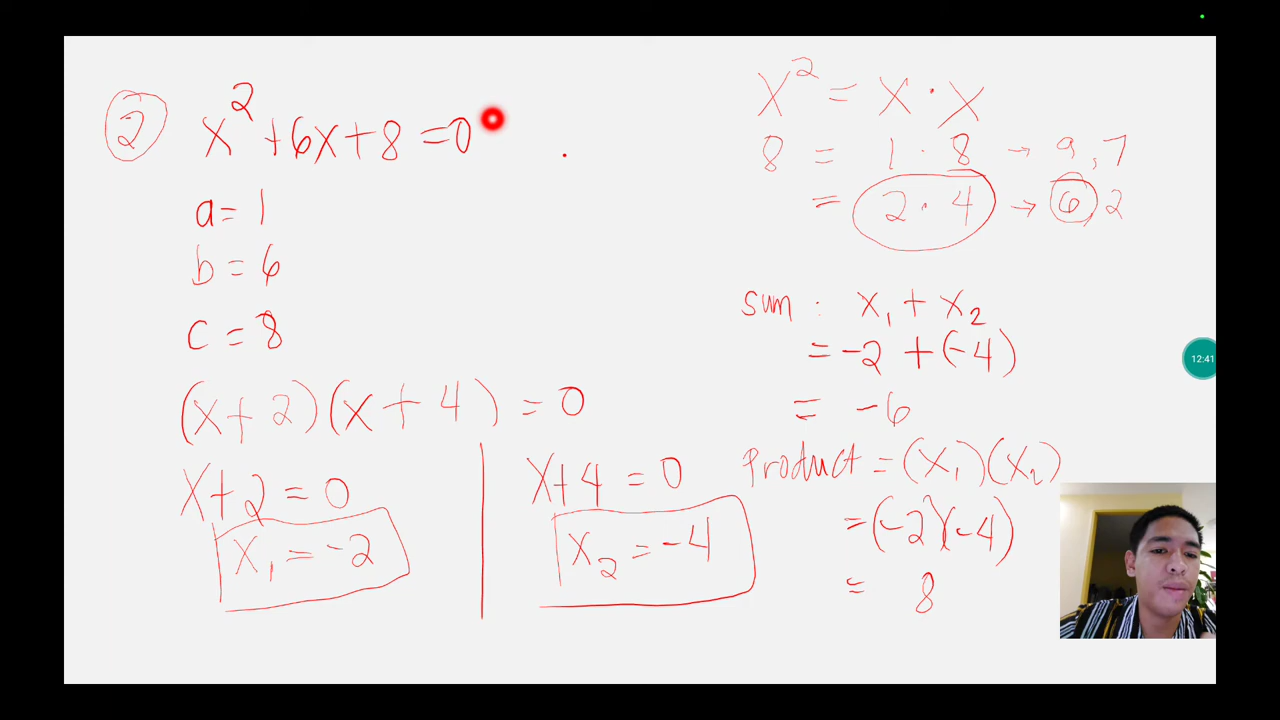 2
x² + 6x + 8 = 0
a = 1
b = 6
c = 8
(x + 2)(x + 4) = 0
x + 2 = 0
x₁ = -2
x + 4 = 0
x₂ = -4
x² = x · x
8 = 1 · 8 → 9, 7
= 2 · 4 → 6, 2
sum : x₁ + x₂
= -2 + (-4)
= -6
Product = (x₁)(x₂)
= (-2)(-4)
= 8
12:41